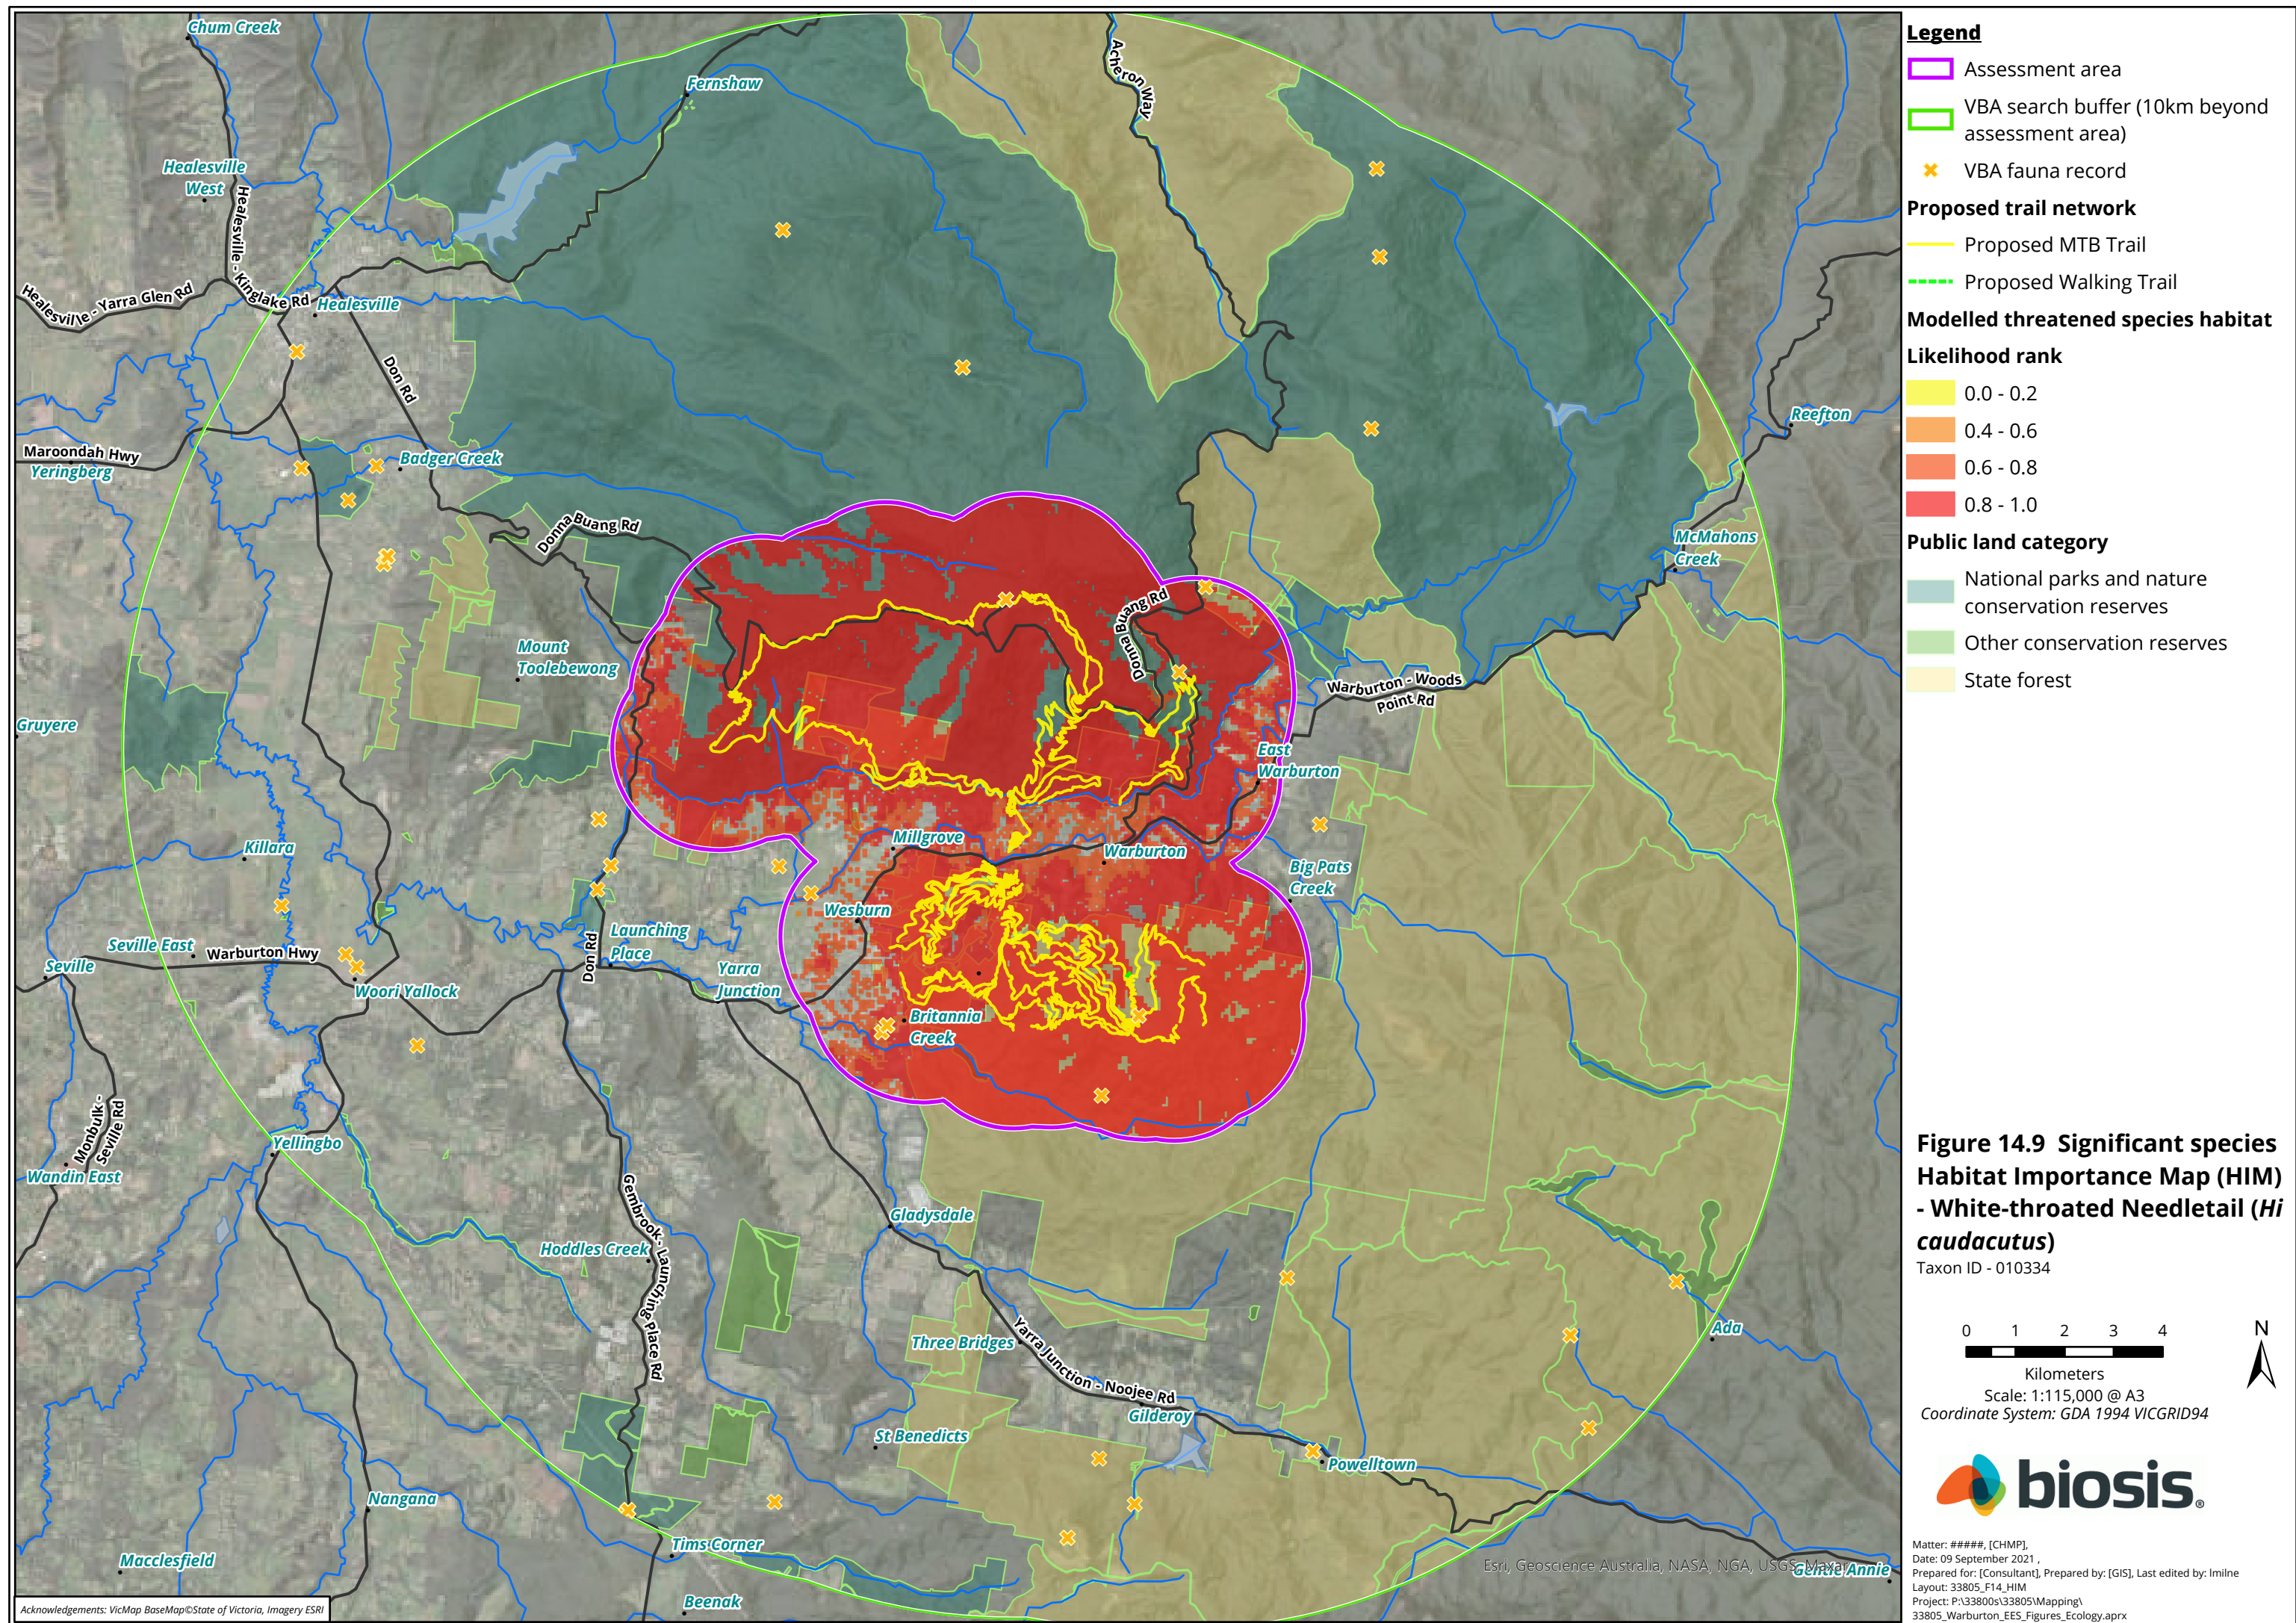 Chum Creek
Fernshaw
Acheron Way
Healesville
West
Healesville - Kinglake Rd
Healesville - Yarra Glen Rd
Healesville
Don Rd
Maroondah Hwy
Yeringberg
Badger Creek
Reefton
McMahons
Creek
Donna Buang Rd
Donna Buang Rd
Mount
Toolebewong
Warburton - Woods
Point Rd
Gruyere
East
Warburton
Killara
Millgrove
Warburton
Big Pats
Creek
Wesburn
Seville East
Warburton Hwy
Seville
Launching
Place
Don Rd
Yarra
Junction
Woori Yallock
Britannia
Creek
Monbulk -
Seville Rd
Yellingbo
Wandin East
Gladysdale
Hoddles Creek
Gembrook - Launching Place Rd
Three Bridges
Yarra Junction - Noojee Rd
Ada
Gilderoy
St Benedicts
Powelltown
Nangana
Tims Corner
Macclesfield
Beenak
Gentle Annie
Esri, Geoscience Australia, NASA, NGA, USGS, Maxar
Acknowledgements: VicMap BaseMap©State of Victoria, Imagery ESRI
Legend
Assessment area
VBA search buffer (10km beyond
assessment area)
VBA fauna record
Proposed trail network
Proposed MTB Trail
Proposed Walking Trail
Modelled threatened species habitat
Likelihood rank
0.0 - 0.2
0.4 - 0.6
0.6 - 0.8
0.8 - 1.0
Public land category
National parks and nature
conservation reserves
Other conservation reserves
State forest
Figure 14.9 Significant species
Habitat Importance Map (HIM)
- White-throated Needletail (Hi
caudacutus)
Taxon ID - 010334
0 1 2 3 4
N
Kilometers
Scale: 1:115,000 @ A3
Coordinate System: GDA 1994 VICGRID94
biosis®
Matter: #####, [CHMP],
Date: 09 September 2021 ,
Prepared for: [Consultant], Prepared by: [GIS], Last edited by: lmilne
Layout: 33805_F14_HIM
Project: P:\33800s\33805\Mapping\
33805_Warburton_EES_Figures_Ecology.aprx